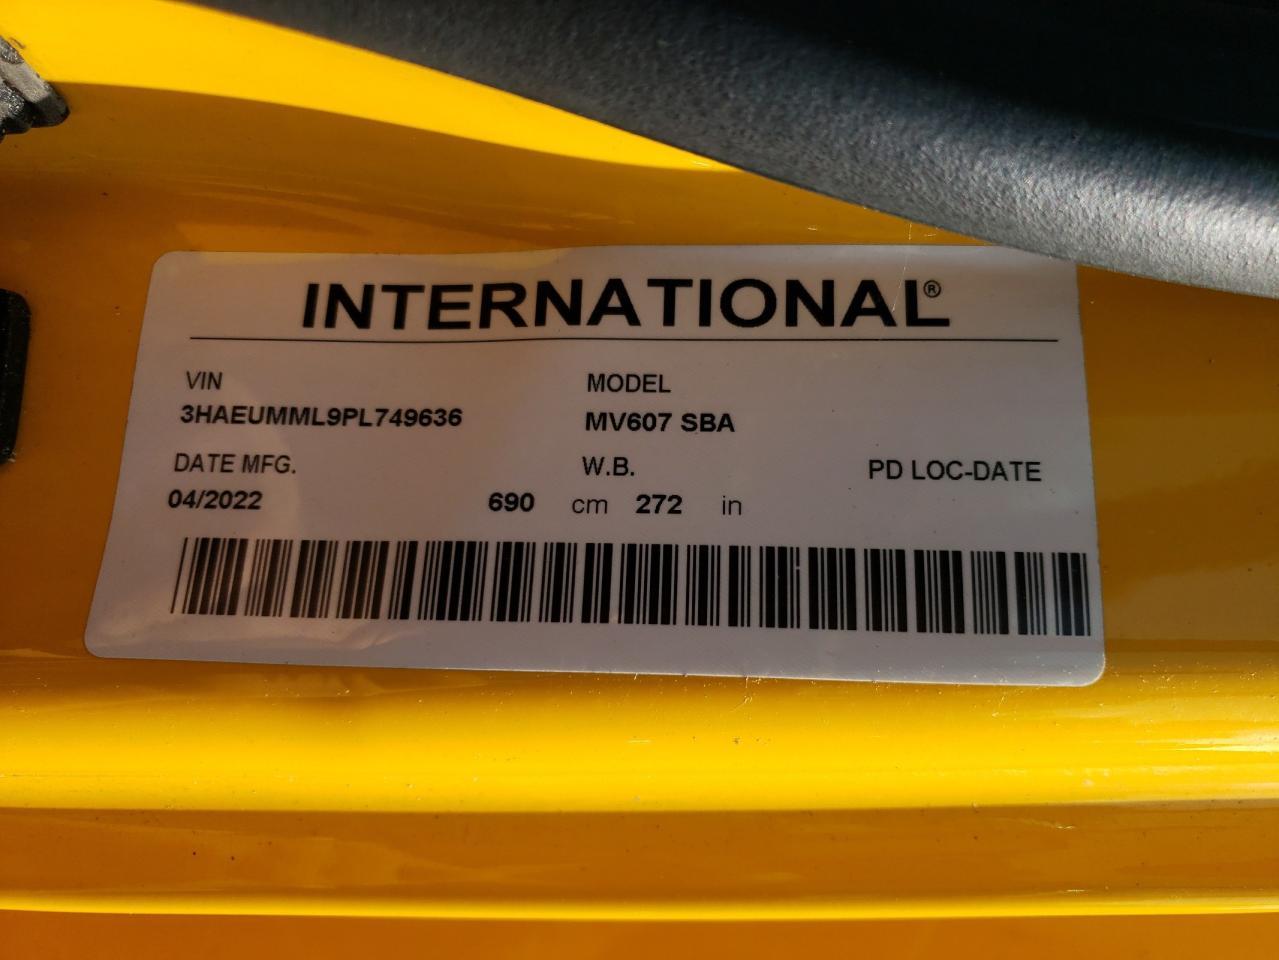 INTERNATIONAL®
VIN MODEL
3HAEUMML9PL749636 MV607 SBA
DATE MFG. W.B. PD LOC-DATE
04/2022 690 cm 272 in